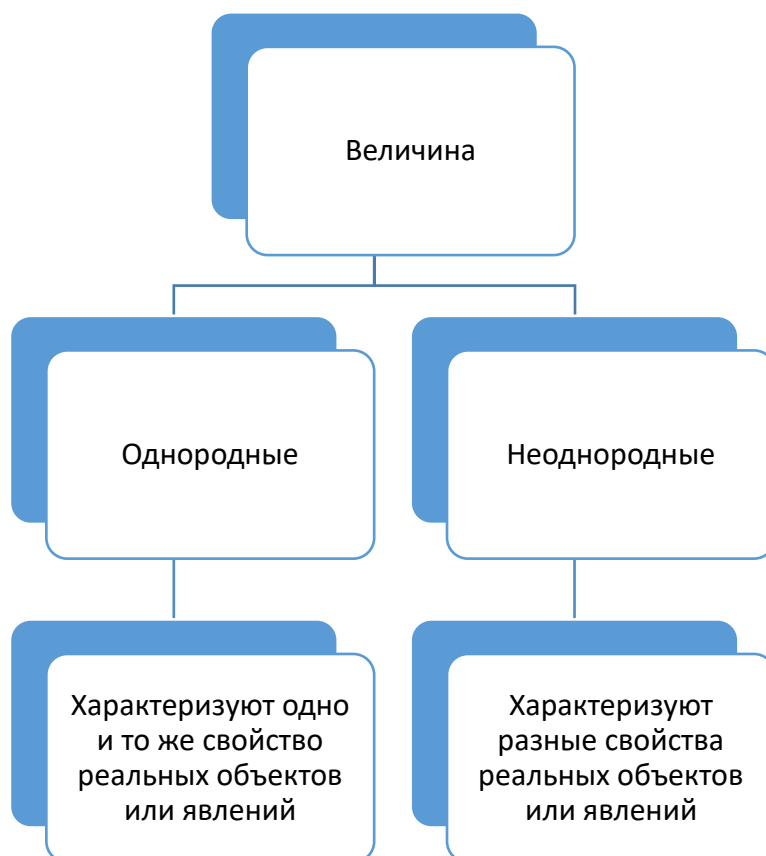 Величина
Однородные
Неоднородные
Характеризуют одно
и то же свойство
реальных объектов
или явлений
Характеризуют
разные свойства
реальных объектов
или явлений